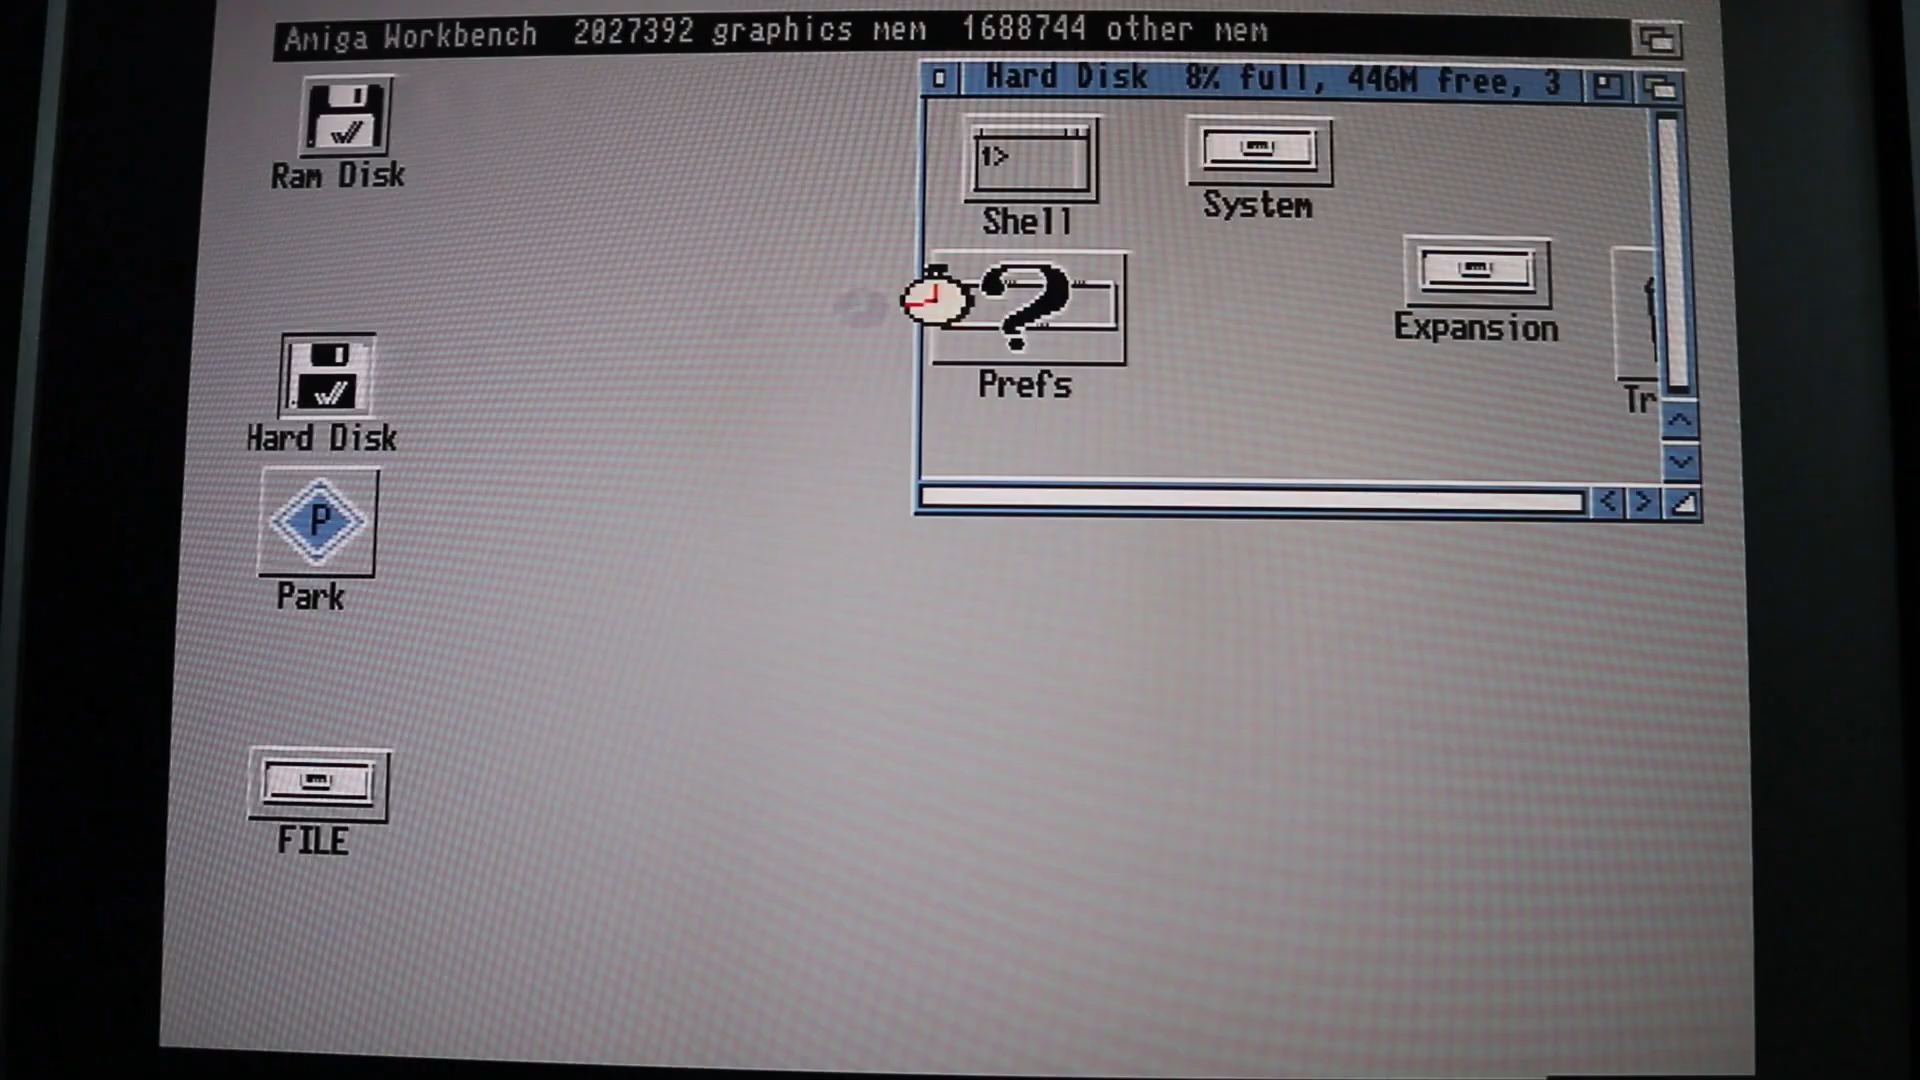 Amiga Workbench 2027392 graphics mem 1688744 other mem
Hard Disk 8% full, 446M free, 3
Ram Disk
1>
Shell
System
Expansion
Prefs
Tr
Hard Disk
P
Park
FILE